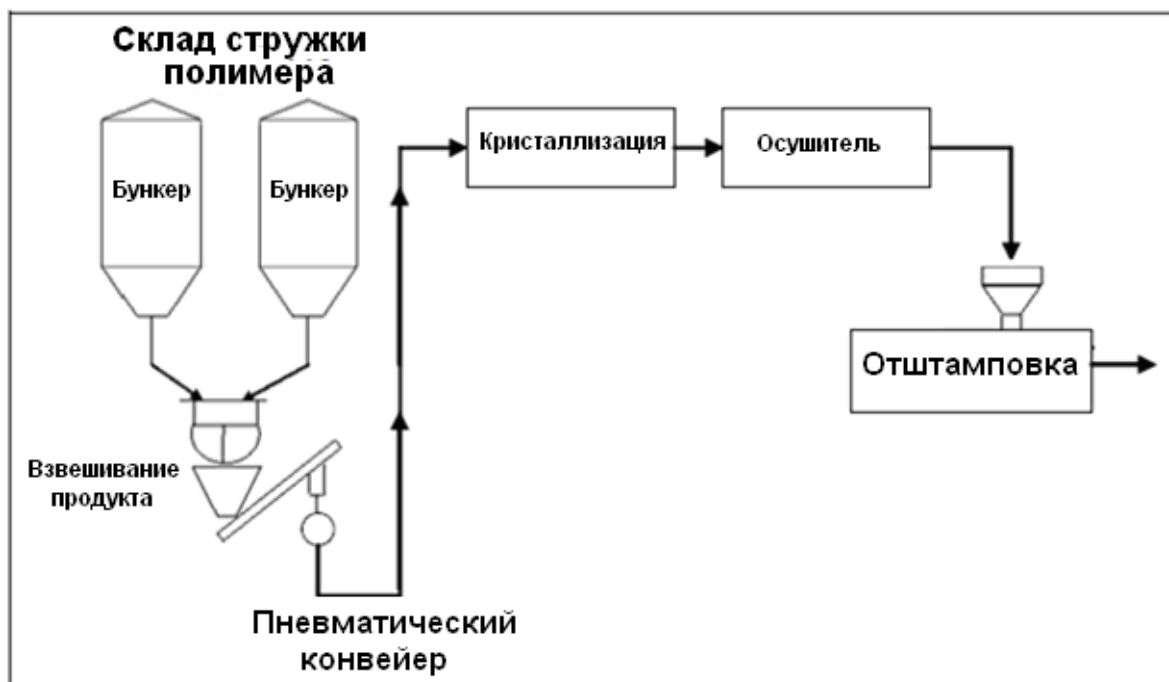 Склад стружки
полимера
Бункер
Бункер
Кристаллизация
Осушитель
Отштамповка
Взвешивание
продукта
Пневматический
конвейер